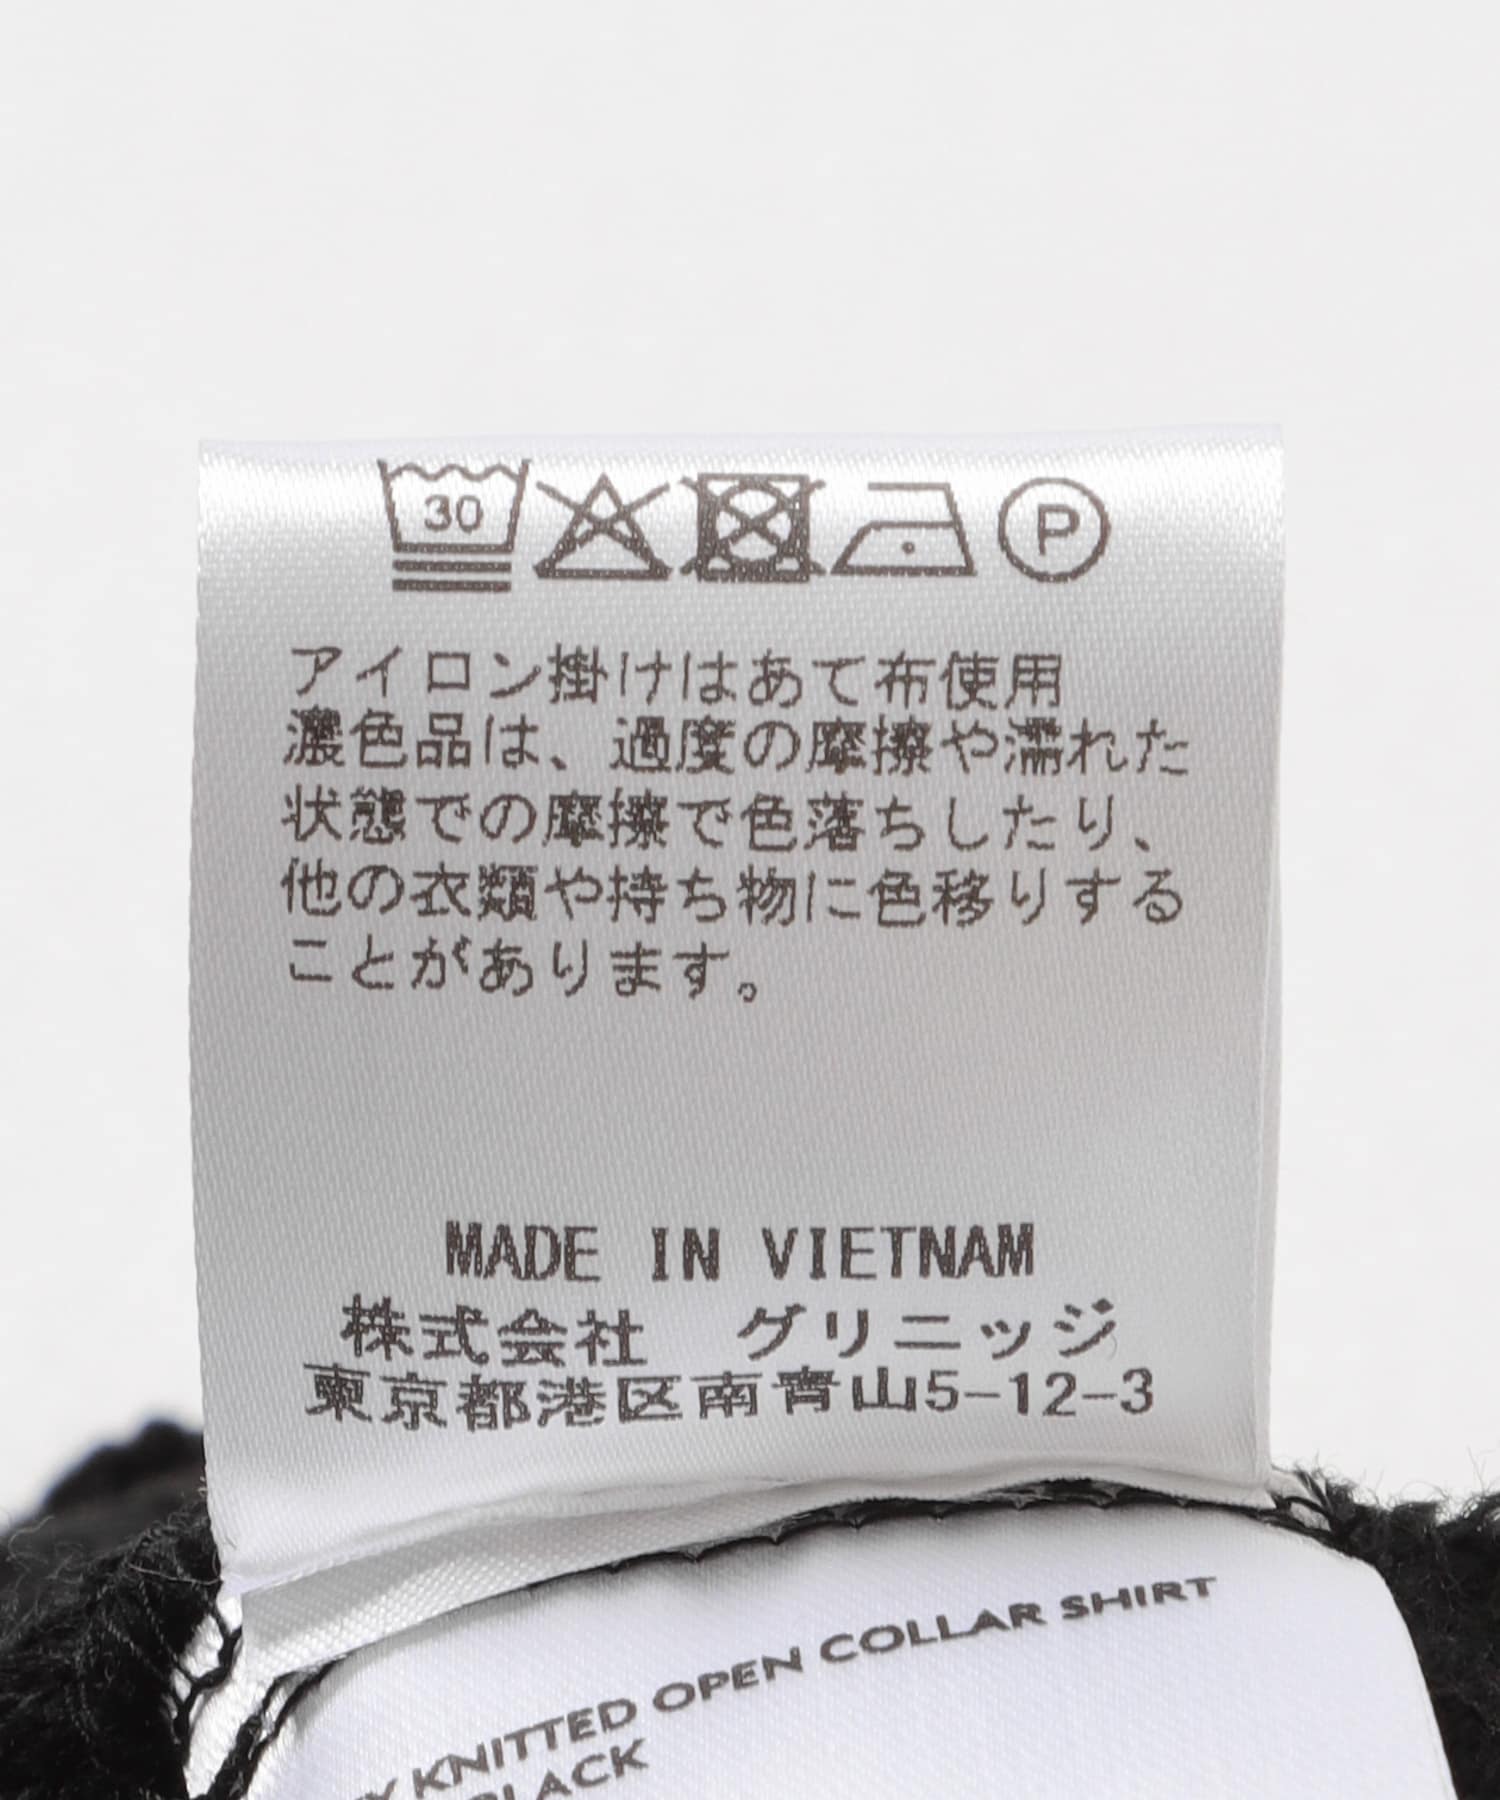 30
P
アイロン掛けはあて布使用
濃色品は、過度の摩擦や濡れた
状態での摩擦で色落ちしたり、
他の衣類や持ち物に色移りする
ことがあります。
MADE IN VIETNAM
株式会社 グリニッジ
東京都港区南青山5-12-3
KNITTED OPEN COLLAR SHIRT
BLACK